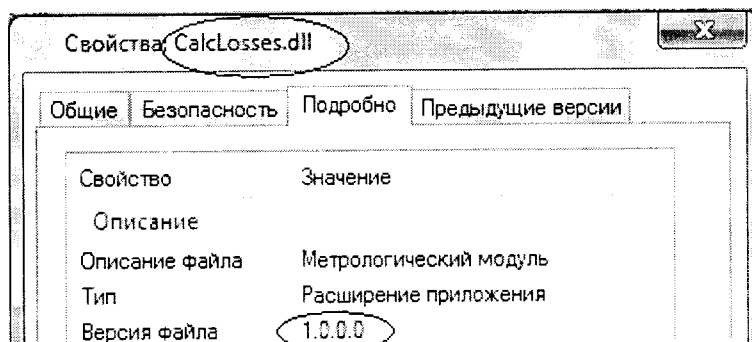 Свойства: CalcLosses.dll
Общие Безопасность Подробно Предыдущие версии
Свойство Значение
Описание
Описание файла Метрологический модуль
Тип Расширение приложения
Версия файла 1.0.0.0